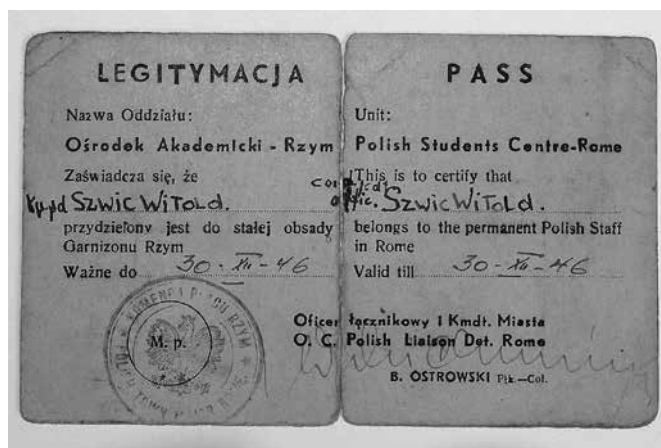 LEGITYMACJA
Nazwa Oddziału:
Ośrodek Akademicki - Rzym
Zaświadcza się, że
SZWIC WITOLD.
przydzielony jest do stałej obsady
Garnizonu Rzym
Ważne do 30-XII-46
M. p.
PASS
Unit:
Polish Students Centre-Rome
This is to certify that
Szwic WITOLD.
belongs to the permanent Polish Staff
in Rome
Valid till 30-XII-46
Oficer łącznikowy i Kmdt. Miasta
O. C. Polish Liaison Det. Rome
B. OSTROWSKI Płk.—Col.